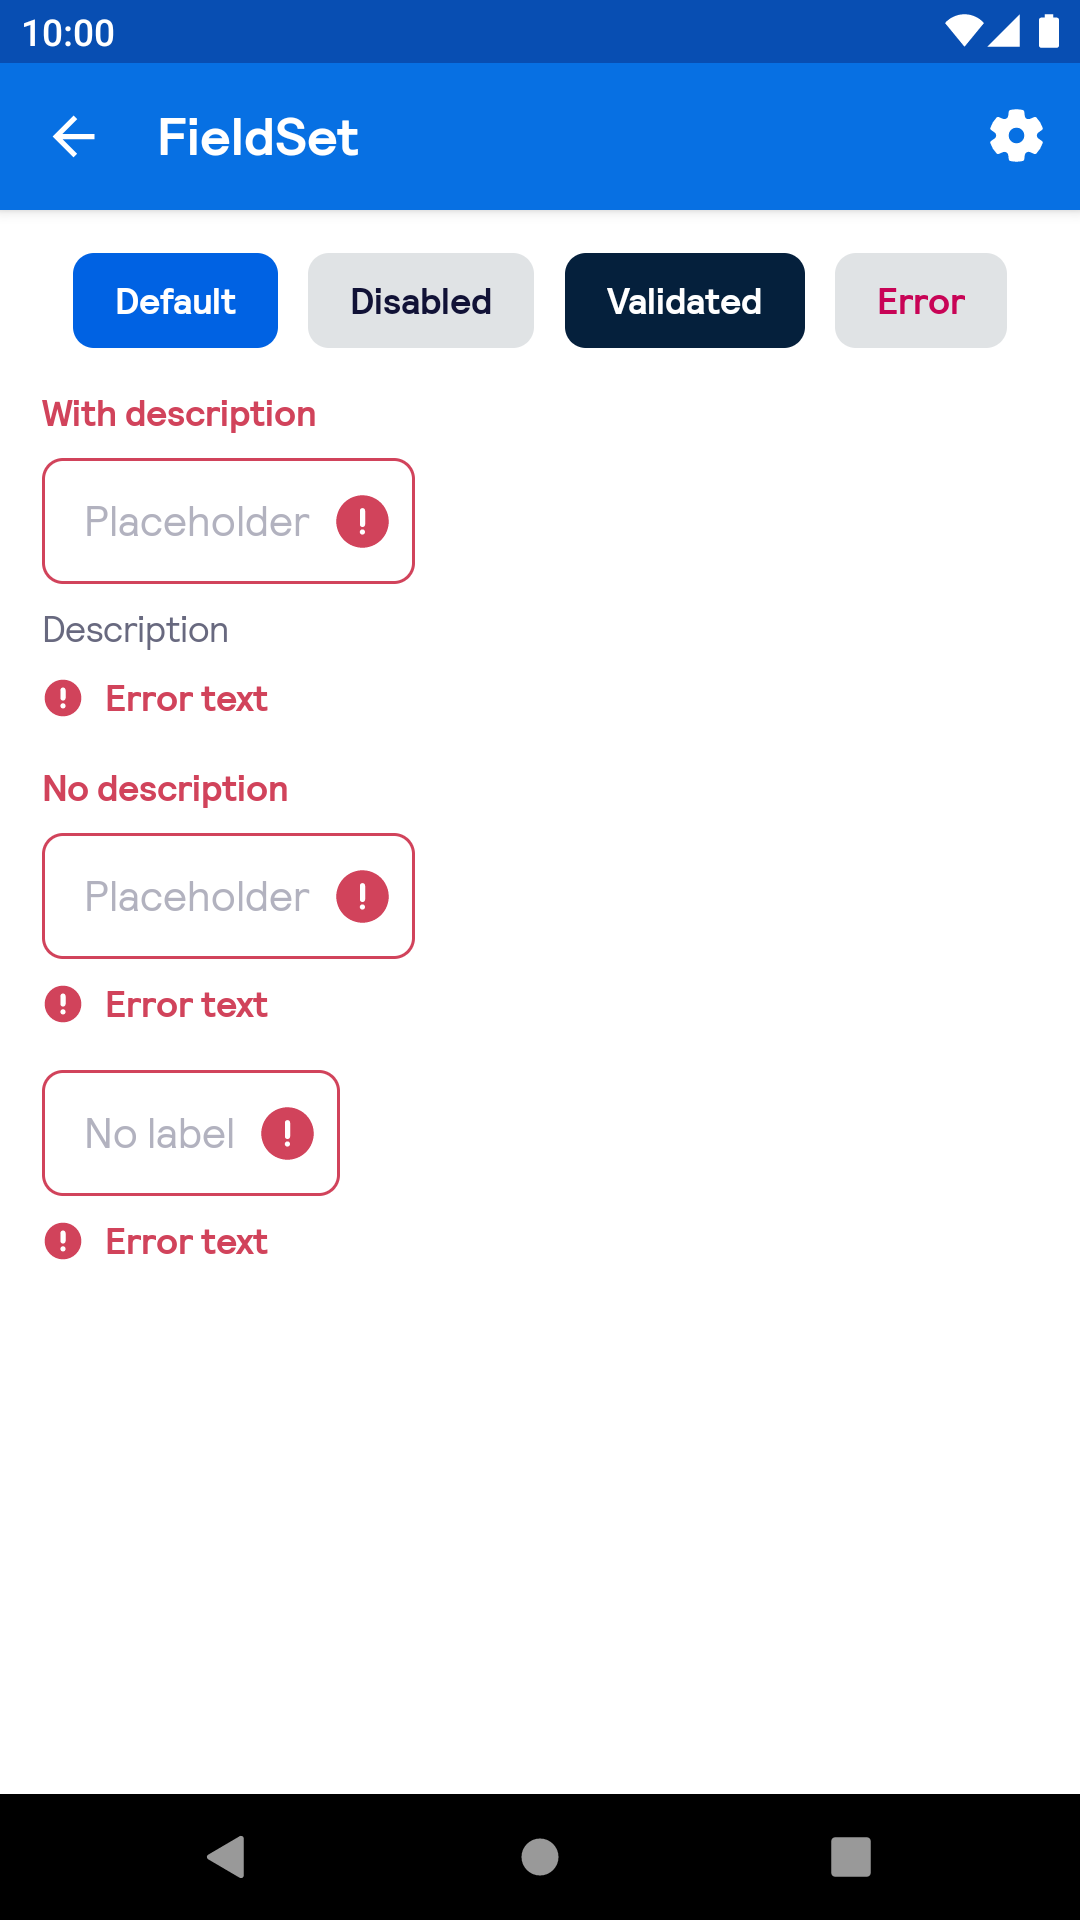 10:00
FieldSet
Default Disabled Validated Error
With description
Placeholder
Description
Error text
No description
Placeholder
Error text
No label
Error text